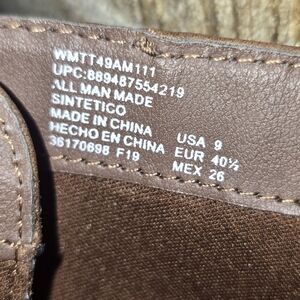 WMTT49AM111
UPC:889487554219
ALL MAN MADE
SINTETICO
MADE IN CHINA USA 9
HECHO EN CHINA EUR 40½
36170698 F19 MEX 26